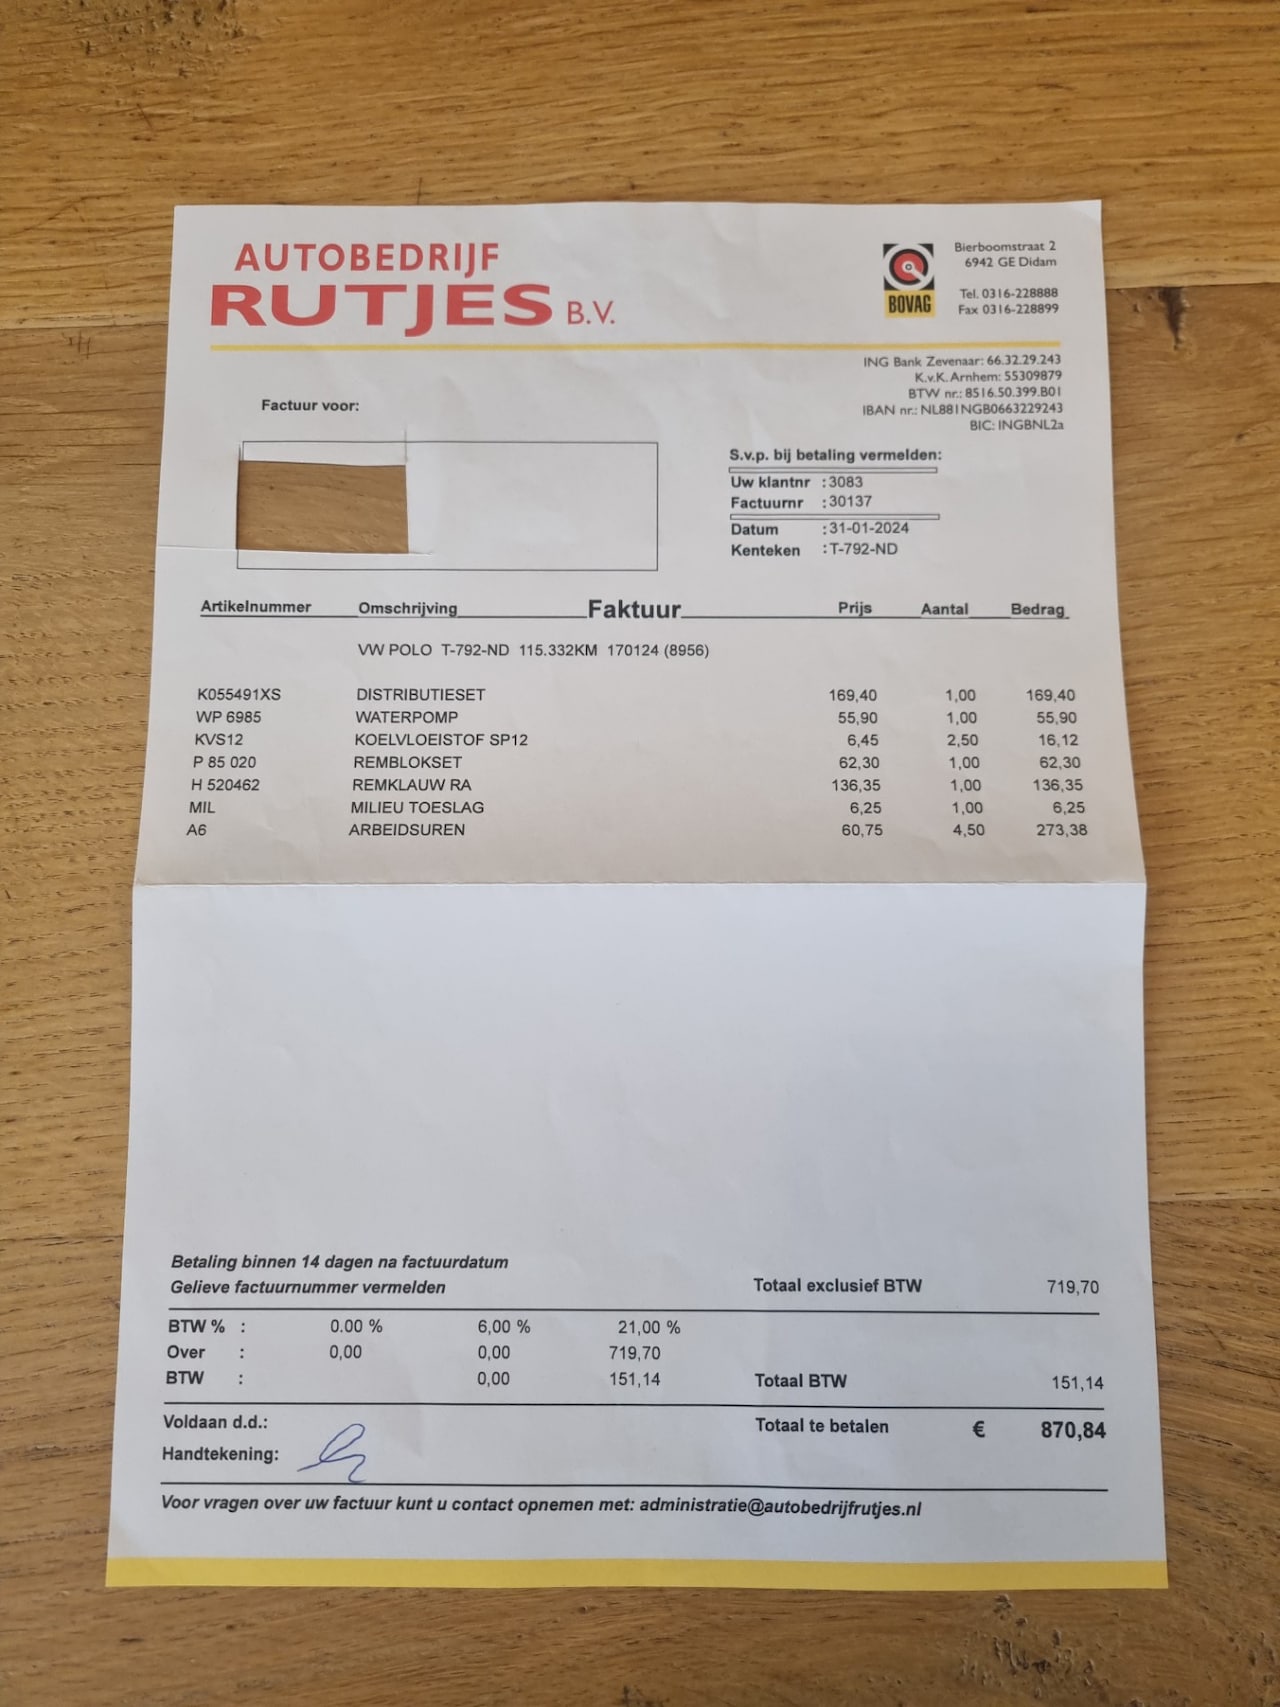 AUTOBEDRIJF
RUTJES B.V.
BOVAG
Bierboomstraat 2
6942 GE Didam
Tel. 0316-228888
Fax 0316-228899
ING Bank Zevenaar: 66.32.29.243
K.v.K. Arnhem: 55309879
BTW nr.: 8516.50.399.B01
IBAN nr.: NL88INGB0663229243
BIC: INGBNL2a
Factuur voor:
S.v.p. bij betaling vermelden:
Uw klantnr : 3083
Factuurnr : 30137
Datum : 31-01-2024
Kenteken : T-792-ND
Artikelnummer Omschrijving Faktuur Prijs Aantal Bedrag
VW POLO T-792-ND 115.332KM 170124 (8956)
K055491XS DISTRIBUTIESET 169,40 1,00 169,40
WP 6985 WATERPOMP 55,90 1,00 55,90
KVS12 KOELVLOEISTOF SP12 6,45 2,50 16,12
P 85 020 REMBLOKSET 62,30 1,00 62,30
H 520462 REMKLAUW RA 136,35 1,00 136,35
MIL MILIEU TOESLAG 6,25 1,00 6,25
A6 ARBEIDSUREN 60,75 4,50 273,38
Betaling binnen 14 dagen na factuurdatum
Gelieve factuurnummer vermelden
Totaal exclusief BTW 719,70
BTW % : 0.00 % 6,00 % 21,00 %
Over : 0,00 0,00 719,70
BTW : 0,00 151,14 Totaal BTW 151,14
Voldaan d.d.: Totaal te betalen € 870,84
Handtekening:
Voor vragen over uw factuur kunt u contact opnemen met: administratie@autobedrijfrutjes.nl